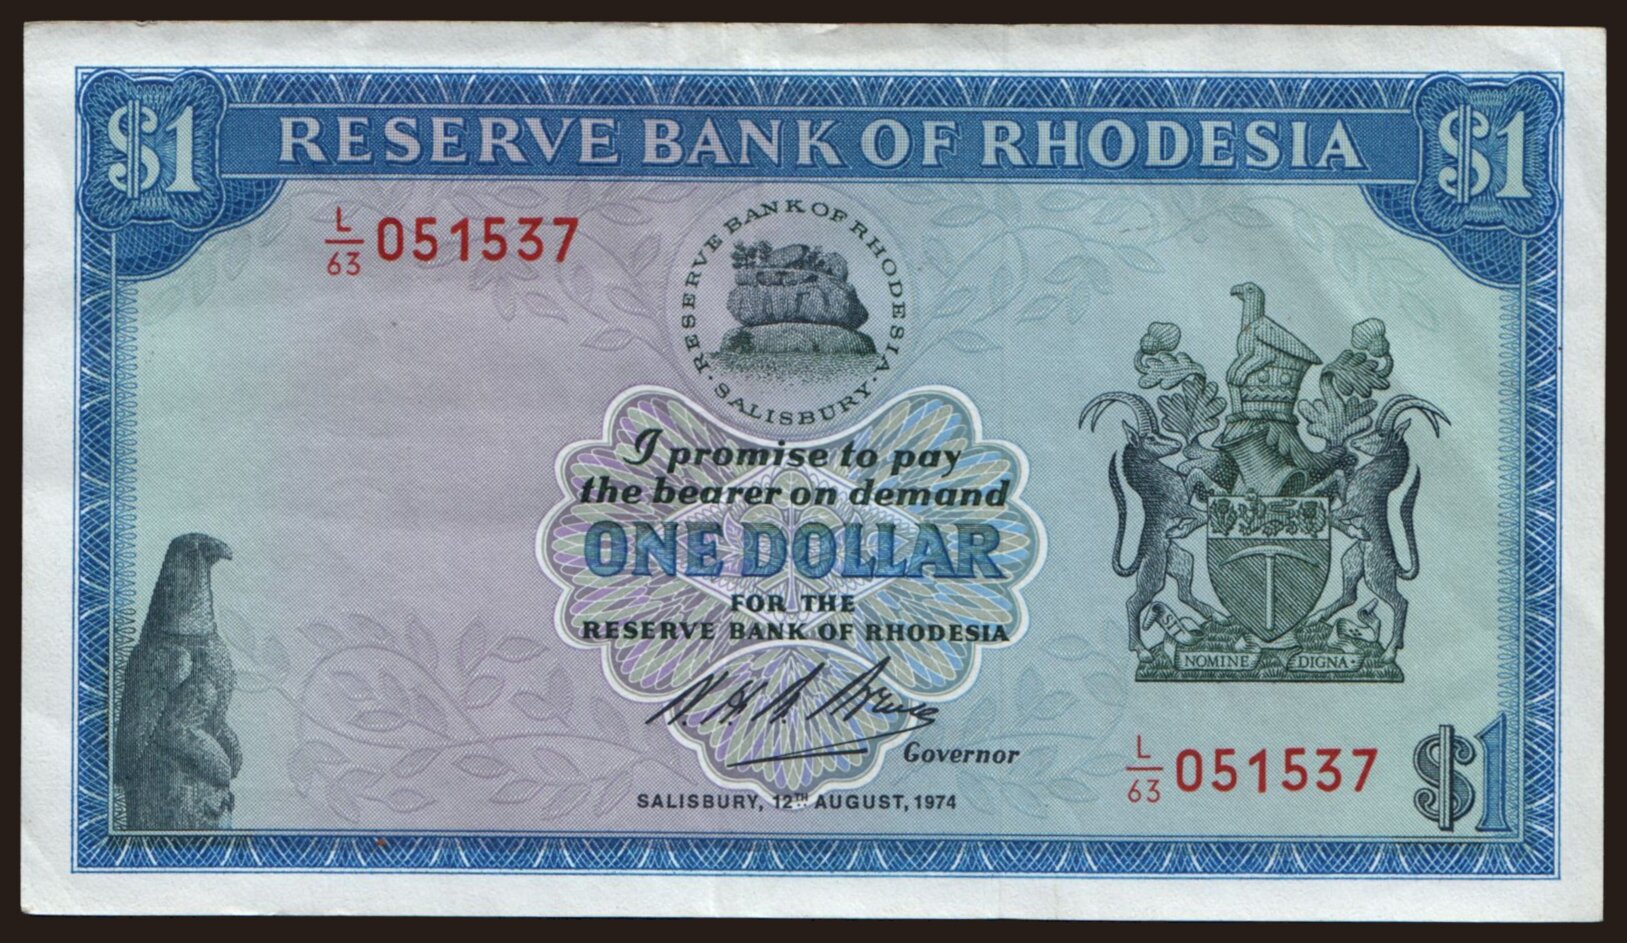 $1 RESERVE BANK OF RHODESIA $1
L/63 051537
RESERVE BANK OF RHODESIA · SALISBURY ·
I promise to pay
the bearer on demand
ONE DOLLAR
FOR THE
RESERVE BANK OF RHODESIA
SIT NOMINE DIGNA
Governor
L/63 051537 $1
SALISBURY, 12TH AUGUST, 1974